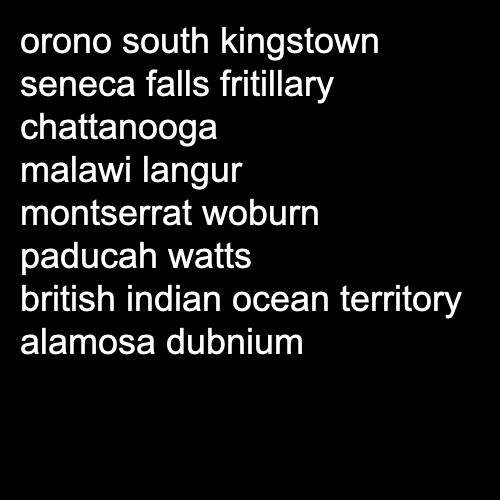 orono south kingstown
seneca falls fritillary
chattanooga
malawi langur
montserrat woburn
paducah watts
british indian ocean territory
alamosa dubnium